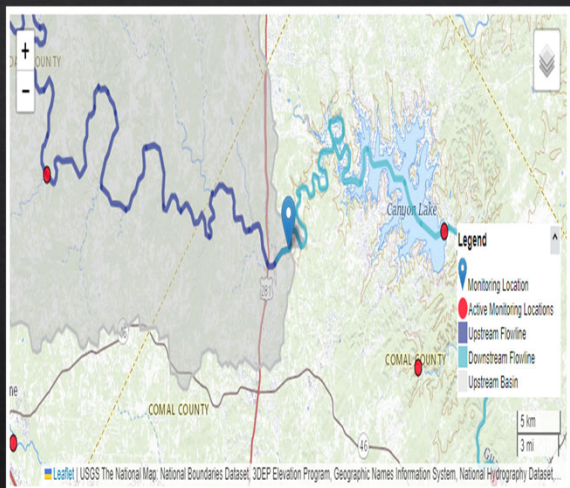 +
−
COUNTY
281
Canyon Lake
Legend
^
Monitoring Location
Active Monitoring Locations
Upstream Flowline
Downstream Flowline
Upstream Basin
COMAL COUNTY
COMAL COUNTY
ne
46
5 km
3 mi
Leaflet | USGS The National Map: National Boundaries Dataset, 3DEP Elevation Program, Geographic Names Information System, National Hydrography Dataset,...